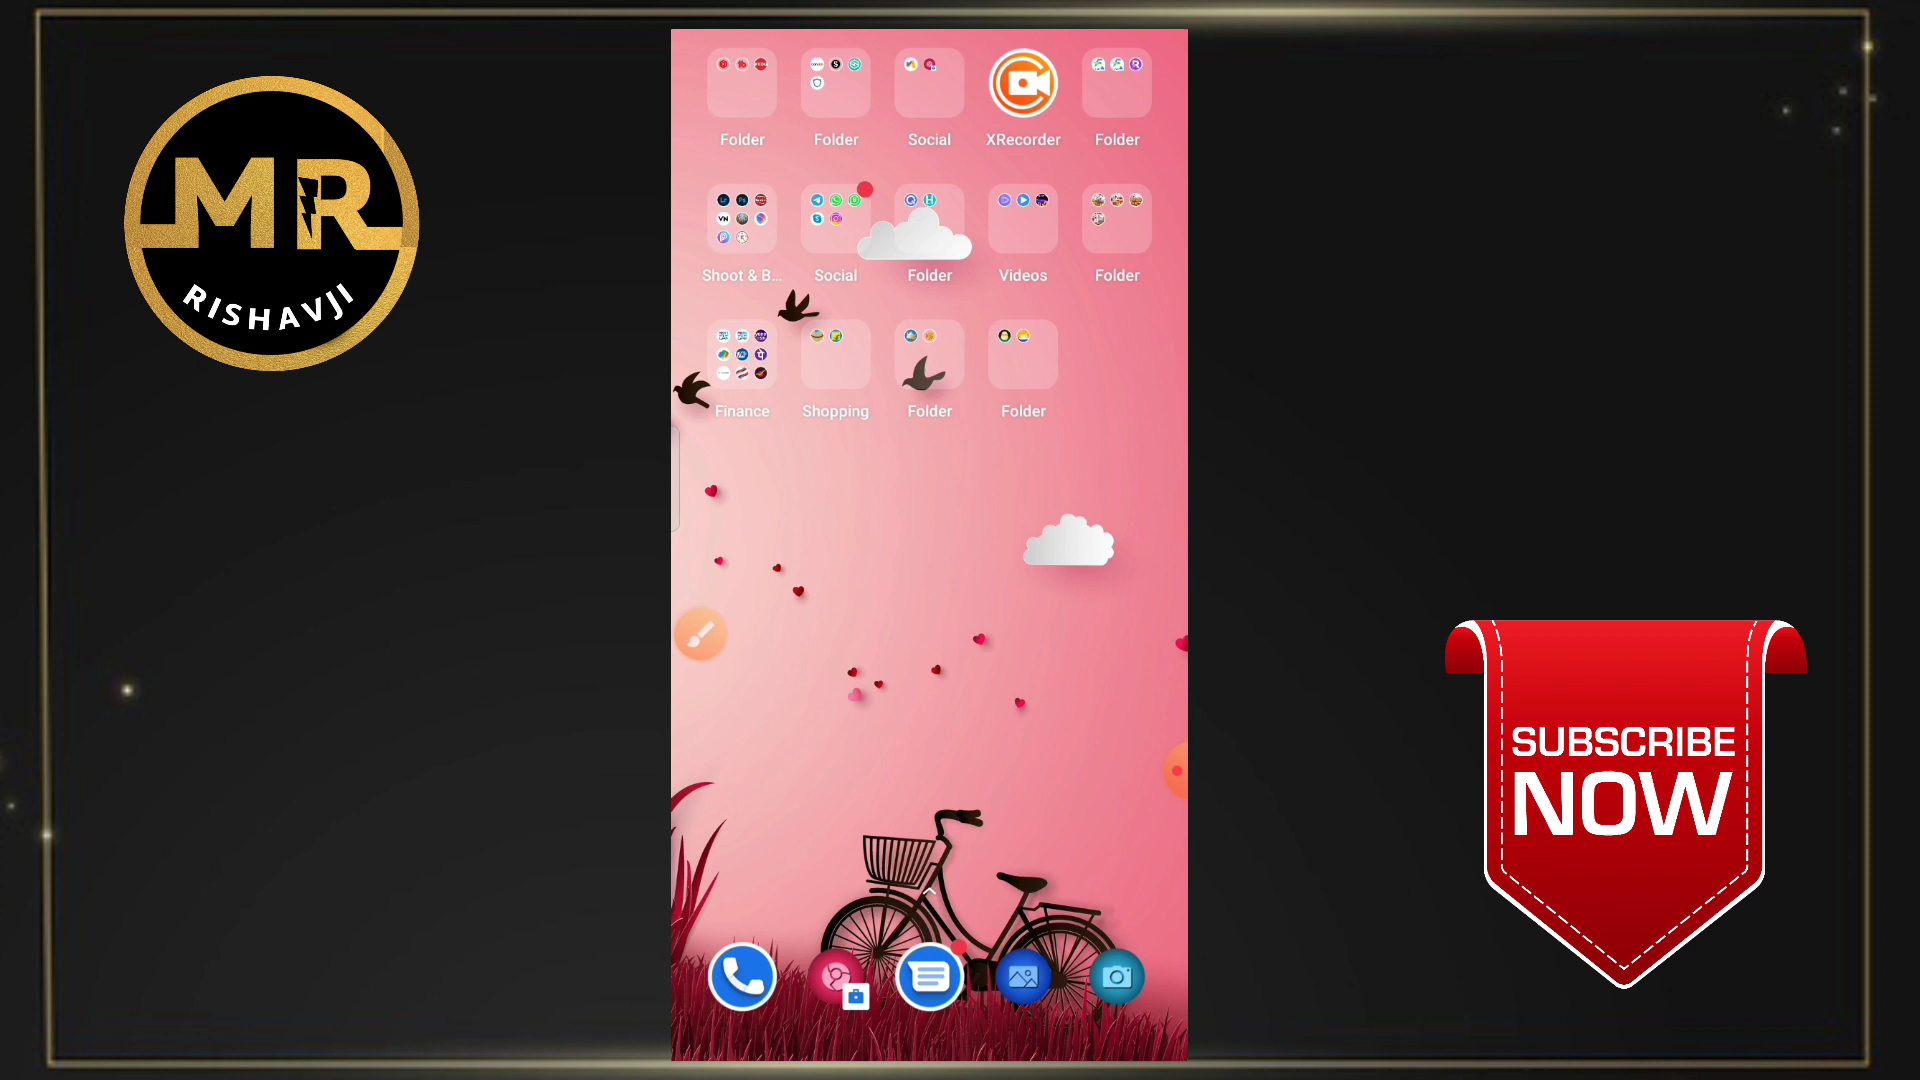 MR
RISHAVJI
Folder
Folder
Social
XRecorder
Folder
Shoot & B...
Social
Folder
Videos
Folder
Finance
Shopping
Folder
Folder
SUBSCRIBE
NOW